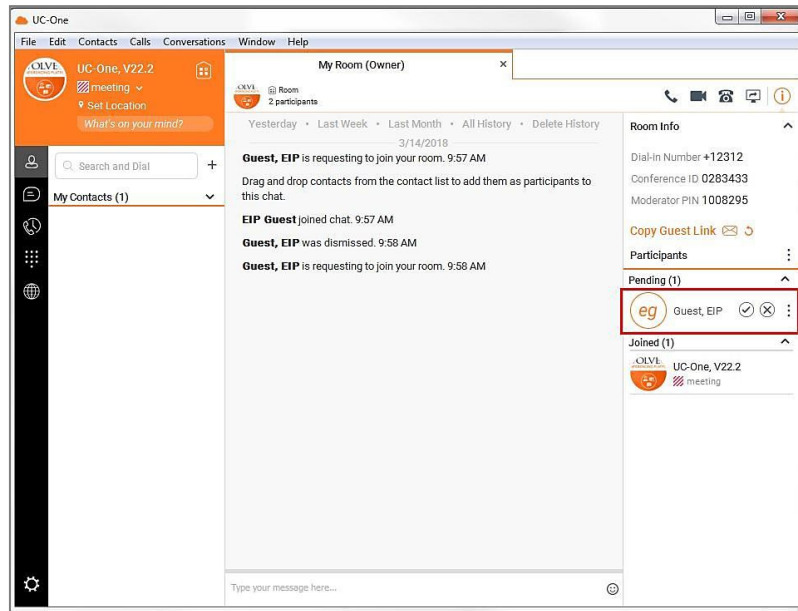 UC-One
File Edit Contacts Calls Conversations Window Help
OLVE
UC-One, V22.2
meeting
Set Location
What's on your mind?
Search and Dial
My Contacts (1)
My Room (Owner)
OLVE
Room
2 participants
Yesterday • Last Week • Last Month • All History • Delete History
3/14/2018
Guest, EIP is requesting to join your room. 9:57 AM
Drag and drop contacts from the contact list to add them as participants to
this chat.
EIP Guest joined chat. 9:57 AM
Guest, EIP was dismissed. 9:58 AM
Guest, EIP is requesting to join your room. 9:58 AM
Type your message here...
Room Info
Dial-in Number +12312
Conference ID 0283433
Moderator PIN 1008295
Copy Guest Link
Participants
Pending (1)
eg Guest, EIP
Joined (1)
OLVE
UC-One, V22.2
meeting